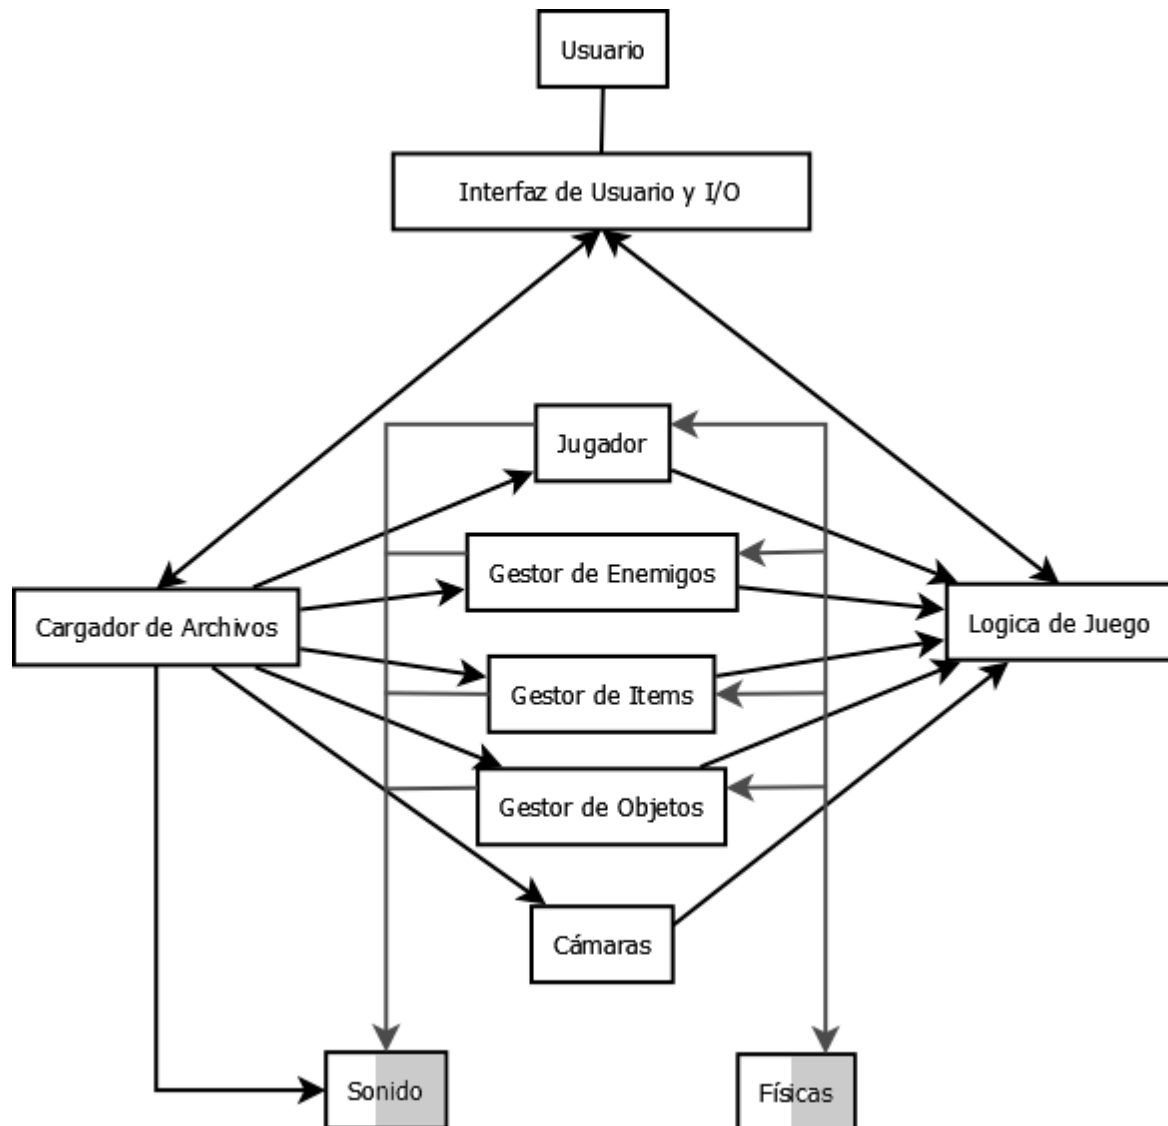 Usuario
Interfaz de Usuario y I/O
Jugador
Gestor de Enemigos
Cargador de Archivos
Logica de Juego
Gestor de Items
Gestor de Objetos
Cámaras
Sonido
Físicas